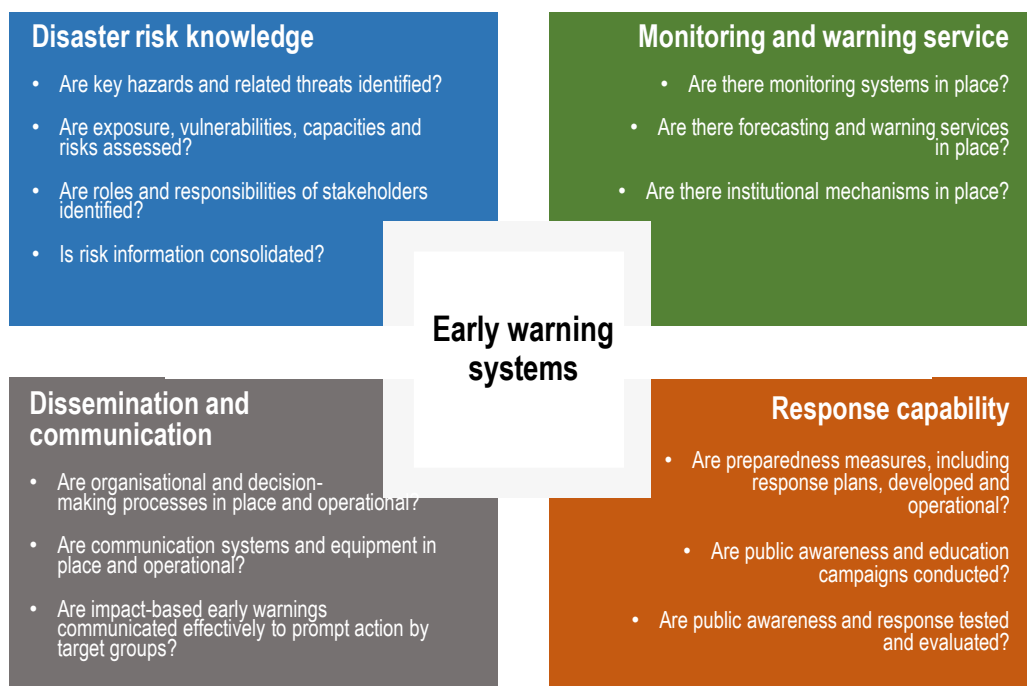 Disaster risk knowledge
• Are key hazards and related threats identified?
• Are exposure, vulnerabilities, capacities and
risks assessed?
• Are roles and responsibilities of stakeholders
identified?
• Is risk information consolidated?
Monitoring and warning service
• Are there monitoring systems in place?
• Are there forecasting and warning services
in place?
• Are there institutional mechanisms in place?
Early warning
systems
Dissemination and
communication
• Are organisational and decision-
making processes in place and operational?
• Are communication systems and equipment in
place and operational?
• Are impact-based early warnings
communicated effectively to prompt action by
target groups?
Response capability
• Are preparedness measures, including
response plans, developed and
operational?
• Are public awareness and education
campaigns conducted?
• Are public awareness and response tested
and evaluated?